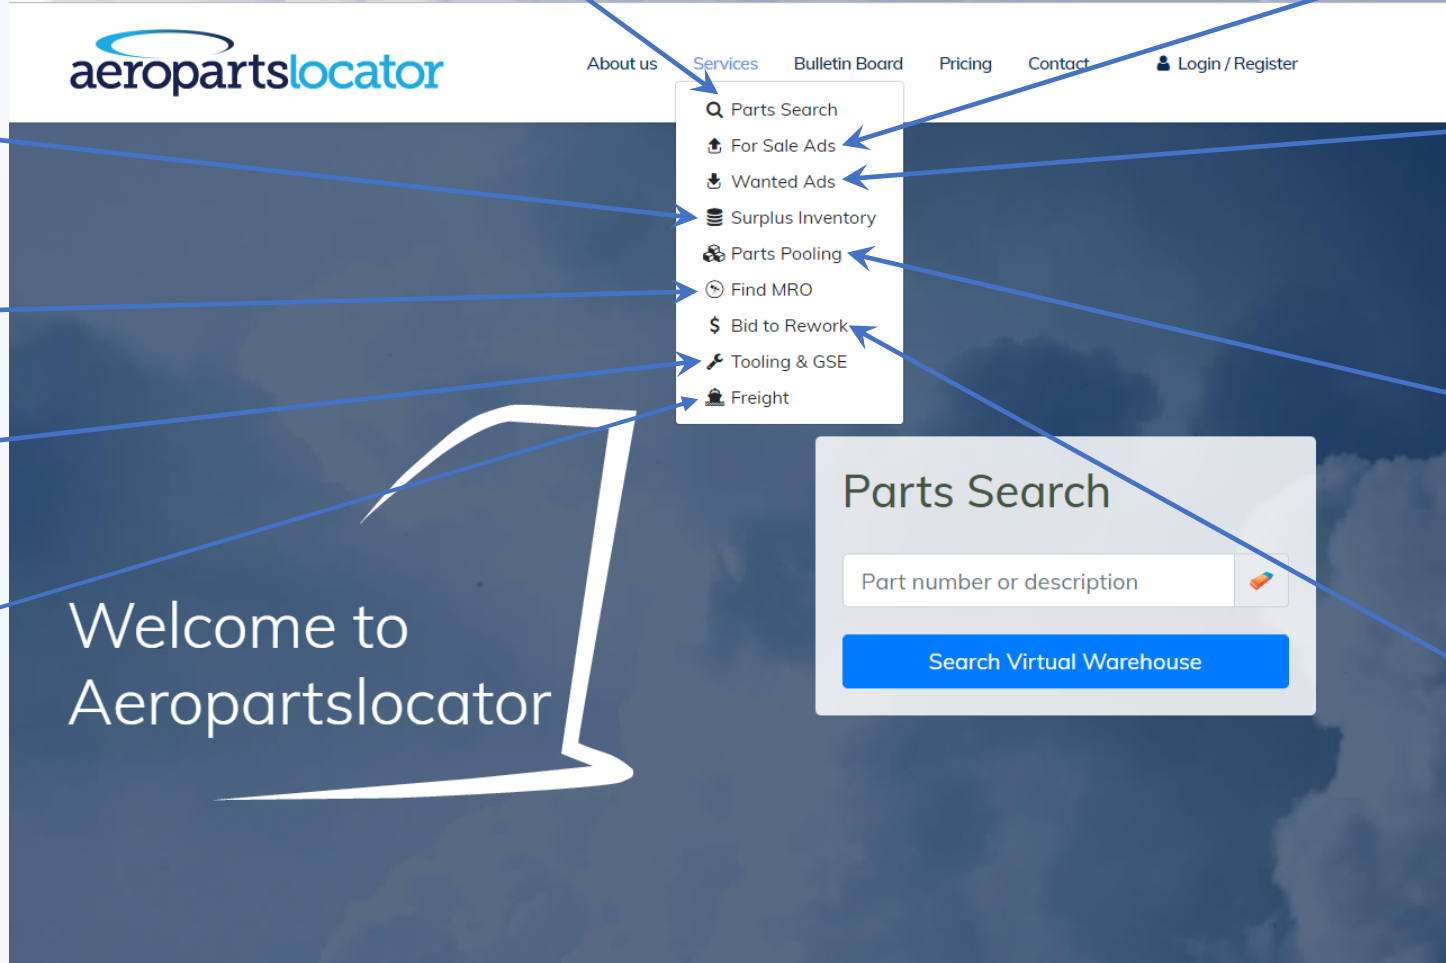 aeropartslocator
About us Services Bulletin Board Pricing Contact Login / Register
Parts Search
For Sale Ads
Wanted Ads
Surplus Inventory
Parts Pooling
Find MRO
$ Bid to Rework
Tooling & GSE
Freight
Parts Search
Part number or description
Search Virtual Warehouse
Welcome to
Aeropartslocator